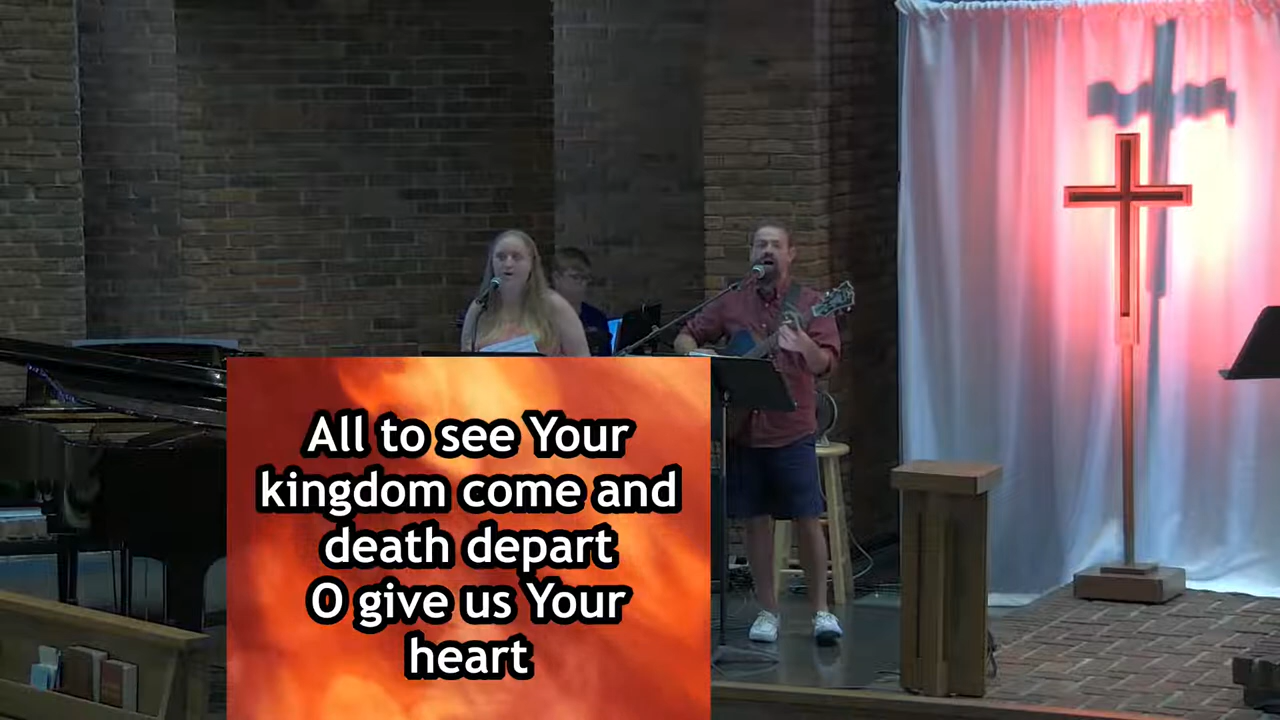 All to see Your
kingdom come and
death depart
O give us Your
heart